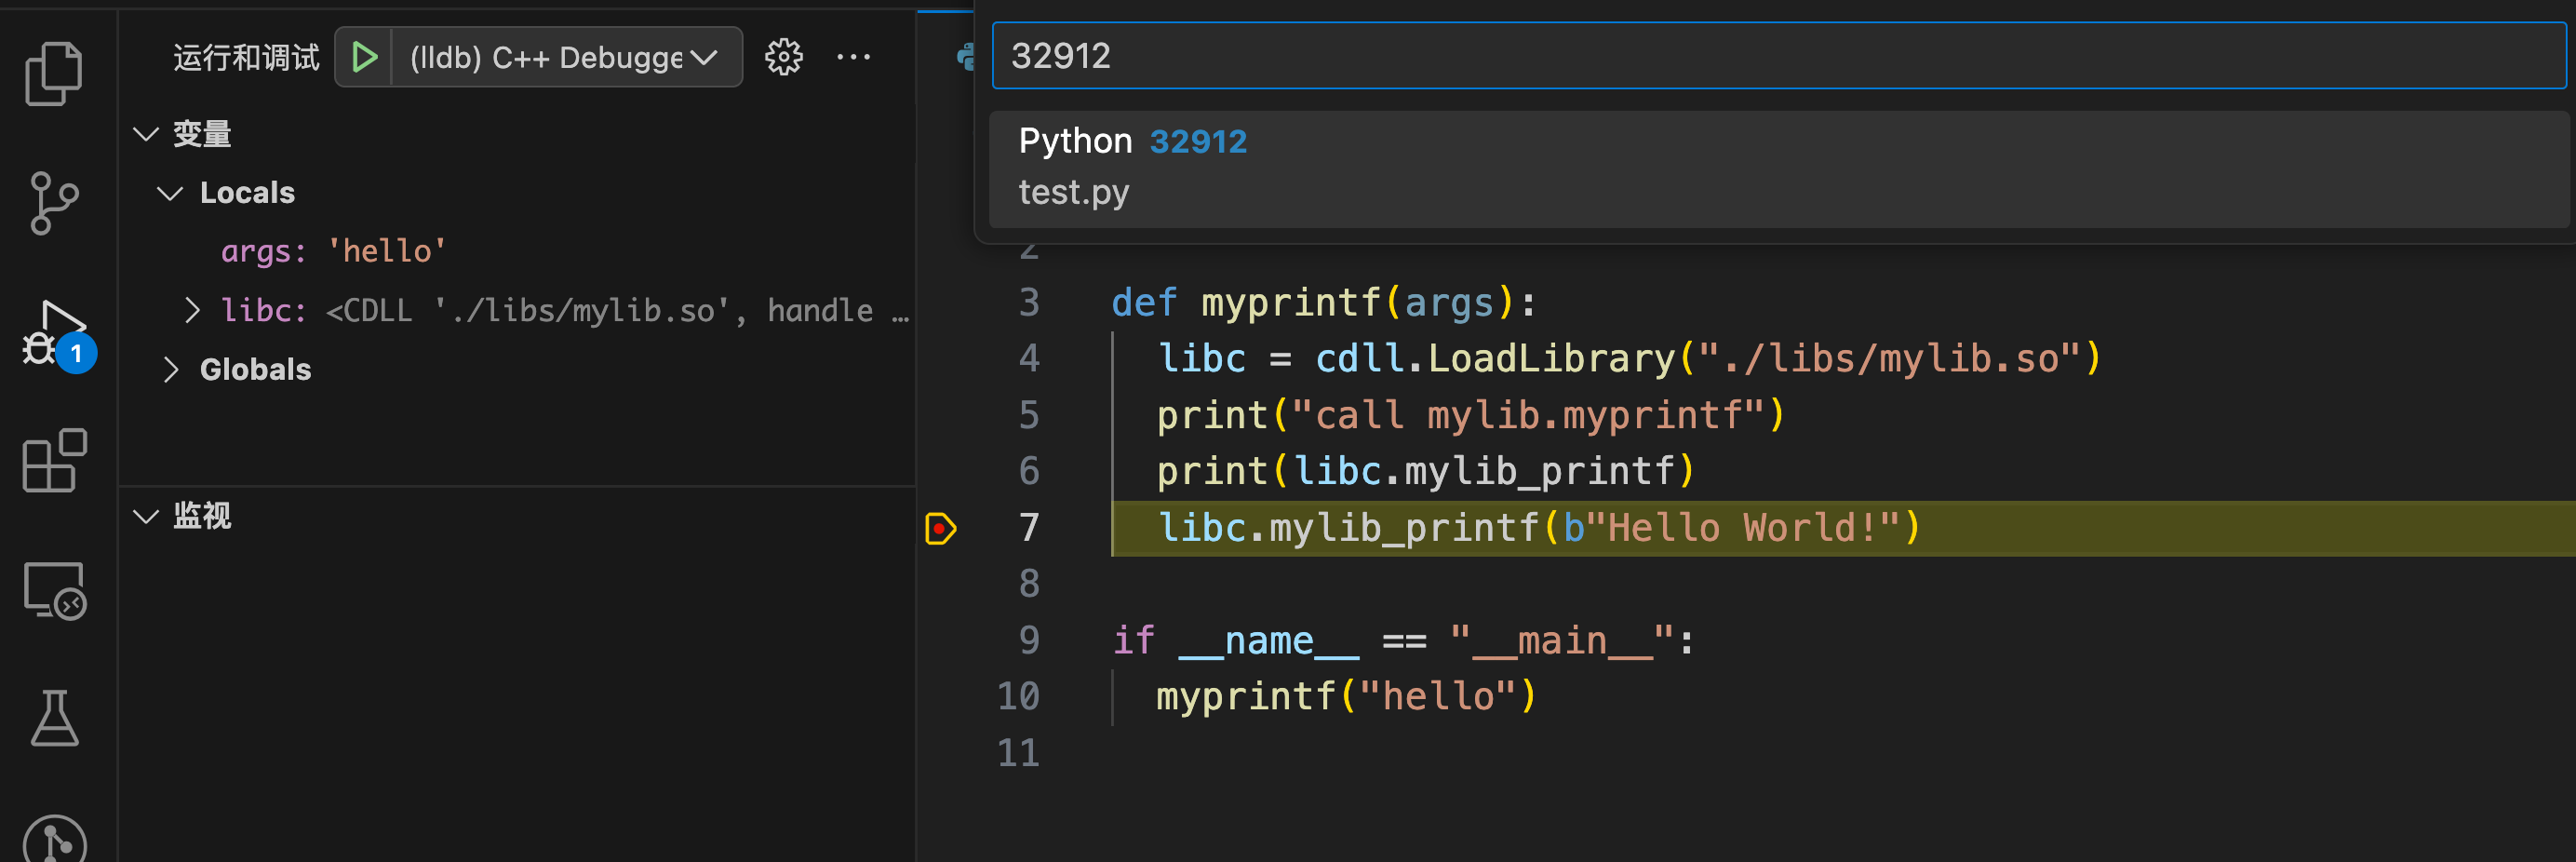 运行和调试
(lldb) C++ Debugge
变量
Locals
args: 'hello'
libc: <CDLL './libs/mylib.so', handle …
Globals
监视
1
32912
Python 32912
test.py
2
3 def myprintf(args):
4 libc = cdll.LoadLibrary("./libs/mylib.so")
5 print("call mylib.myprintf")
6 print(libc.mylib_printf)
7 libc.mylib_printf(b"Hello World!")
8
9 if __name__ == "__main__":
10 myprintf("hello")
11